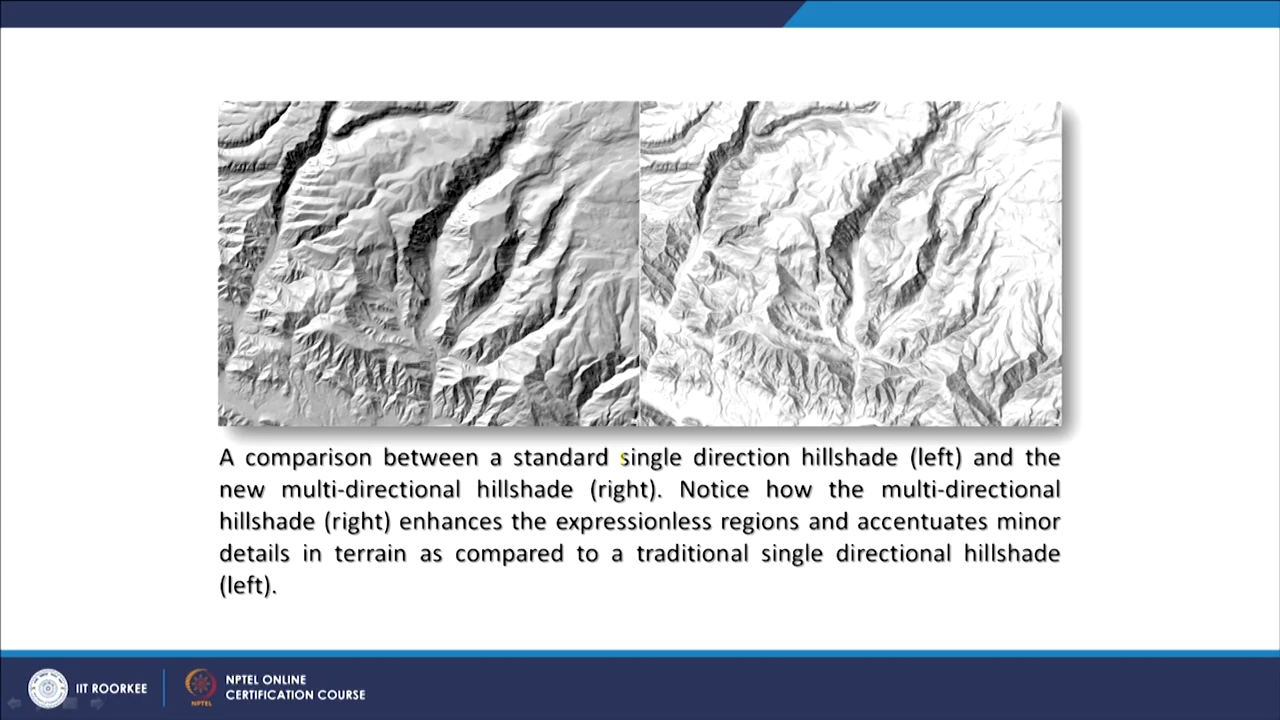 A comparison between a standard single direction hillshade (left) and the
new multi-directional hillshade (right). Notice how the multi-directional
hillshade (right) enhances the expressionless regions and accentuates minor
details in terrain as compared to a traditional single directional hillshade
(left).
IIT ROORKEE
NPTEL
NPTEL ONLINE
CERTIFICATION COURSE